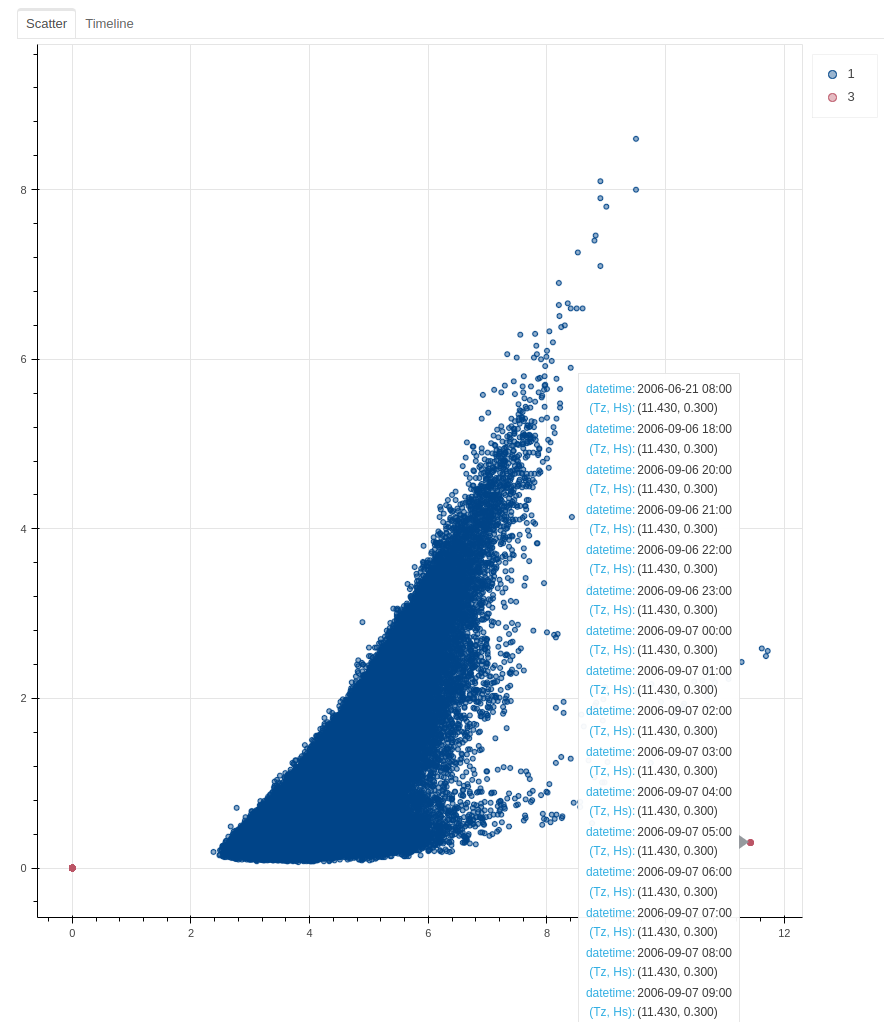 Scatter Timeline
1
3
8
6
4
2
0
0 2 4 6 8 12
datetime: 2006-06-21 08:00
(Tz, Hs): (11.430, 0.300)
datetime: 2006-09-06 18:00
(Tz, Hs): (11.430, 0.300)
datetime: 2006-09-06 20:00
(Tz, Hs): (11.430, 0.300)
datetime: 2006-09-06 21:00
(Tz, Hs): (11.430, 0.300)
datetime: 2006-09-06 22:00
(Tz, Hs): (11.430, 0.300)
datetime: 2006-09-06 23:00
(Tz, Hs): (11.430, 0.300)
datetime: 2006-09-07 00:00
(Tz, Hs): (11.430, 0.300)
datetime: 2006-09-07 01:00
(Tz, Hs): (11.430, 0.300)
datetime: 2006-09-07 02:00
(Tz, Hs): (11.430, 0.300)
datetime: 2006-09-07 03:00
(Tz, Hs): (11.430, 0.300)
datetime: 2006-09-07 04:00
(Tz, Hs): (11.430, 0.300)
datetime: 2006-09-07 05:00
(Tz, Hs): (11.430, 0.300)
datetime: 2006-09-07 06:00
(Tz, Hs): (11.430, 0.300)
datetime: 2006-09-07 07:00
(Tz, Hs): (11.430, 0.300)
datetime: 2006-09-07 08:00
(Tz, Hs): (11.430, 0.300)
datetime: 2006-09-07 09:00
(Tz, Hs): (11.430, 0.300)